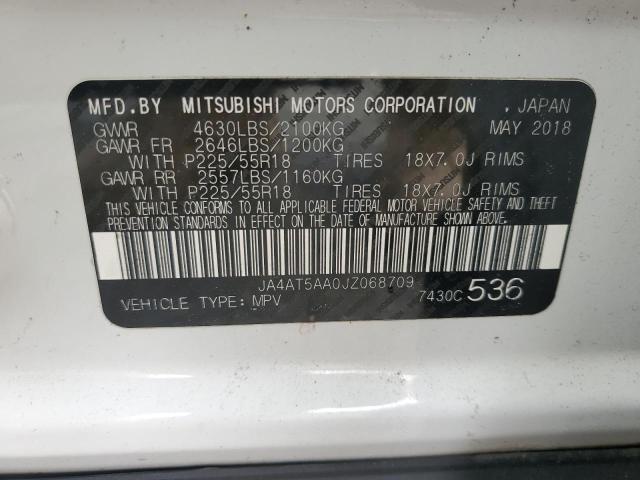 MFD.BY MITSUBISHI MOTORS CORPORATION , JAPAN
GVWR 4630LBS/2100KG MAY 2018
GAWR FR 2646LBS/1200KG
WITH P225/55R18 TIRES 18X7.0J RIMS
GAWR RR 2557LBS/1160KG
WITH P225/55R18 TIRES 18X7.0J RIMS
THIS VEHICLE CONFORMS TO ALL APPLICABLE FEDERAL MOTOR VEHICLE SAFETY AND THEFT
PREVENTION STANDARDS IN EFFECT ON THE DATE OF MANUFACTURE SHOWN ABOVE.
JA4AT5AA0JZ068709
VEHICLE TYPE: MPV 7430C 536